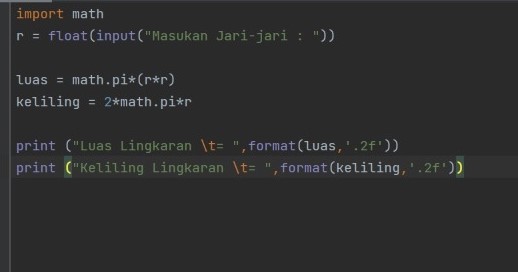 import math
r = float(input("Masukan Jari-jari : "))
luas = math.pi*(r*r)
keliling = 2*math.pi*r
print ("Luas Lingkaran \t= ",format(luas,'.2f'))
print ("Keliling Lingkaran \t= ",format(keliling,'.2f'))